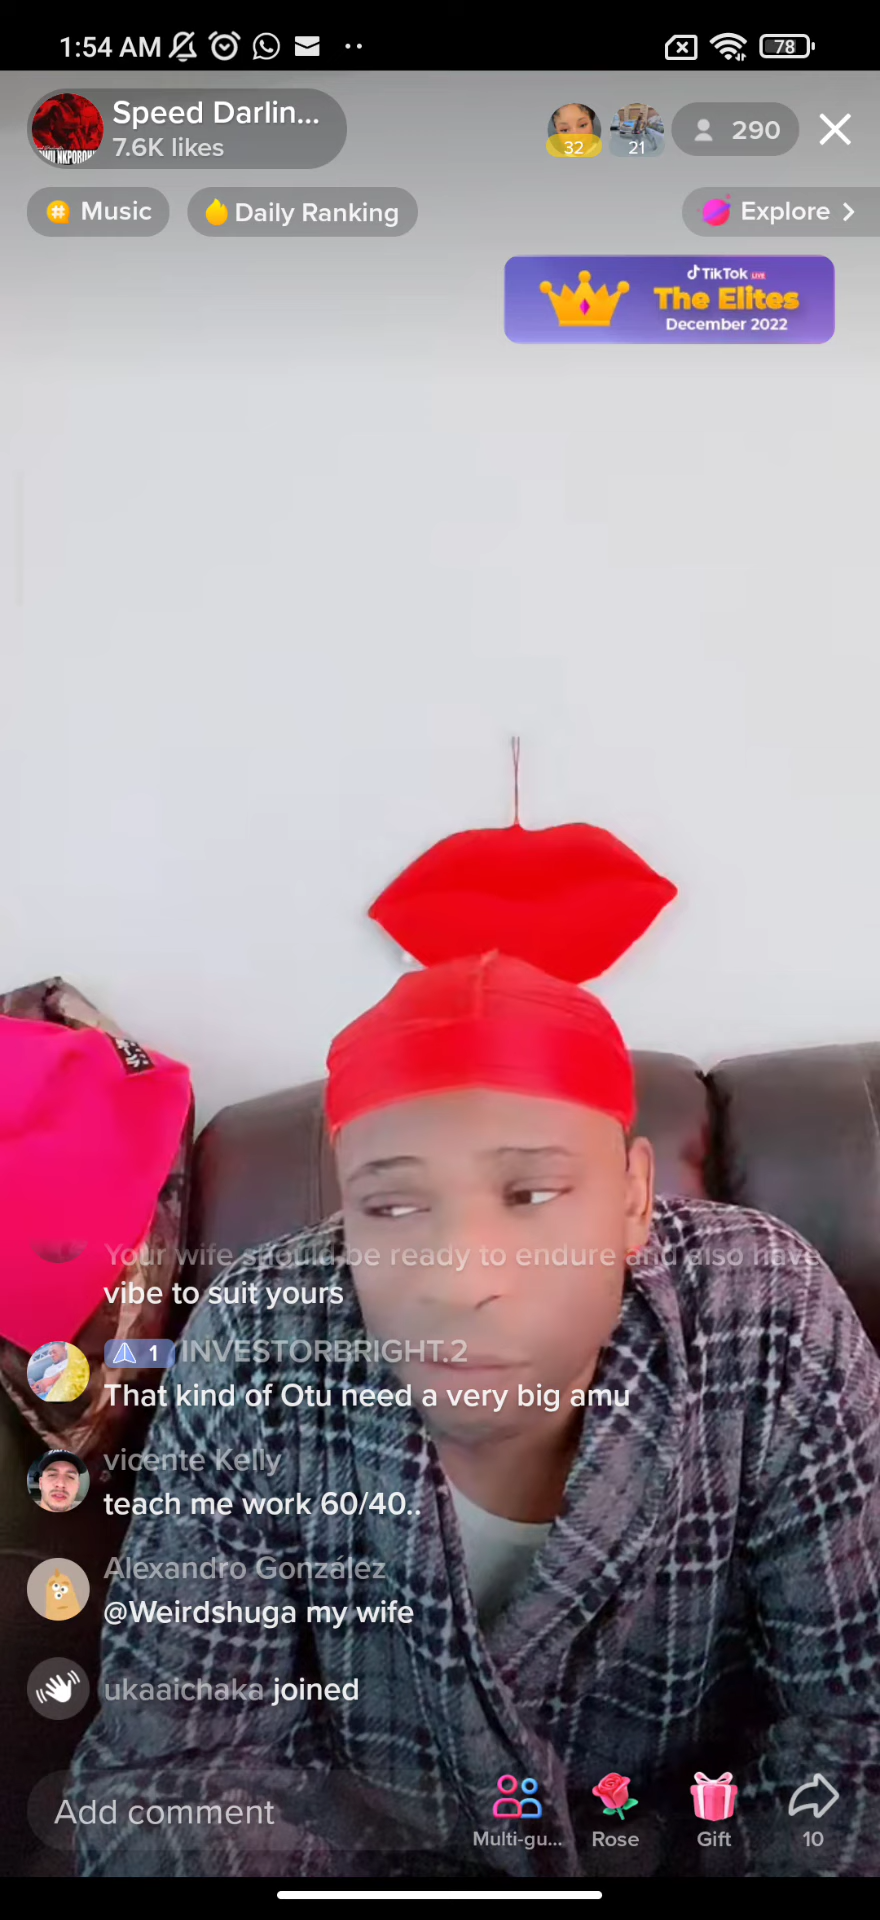 1:54 AM
78
Speed Darlin...
7.6K likes
32
21
290
Music
Daily Ranking
Explore
TikTok LIVE
The Elites
December 2022
Your wife should be ready to endure and also have
vibe to suit yours
1 INVESTORBRIGHT.2
That kind of Otu need a very big amu
vicente Kelly
teach me work 60/40..
Alexandro González
@Weirdshuga my wife
ukaaichaka joined
Add comment
Multi-gu...
Rose
Gift
10